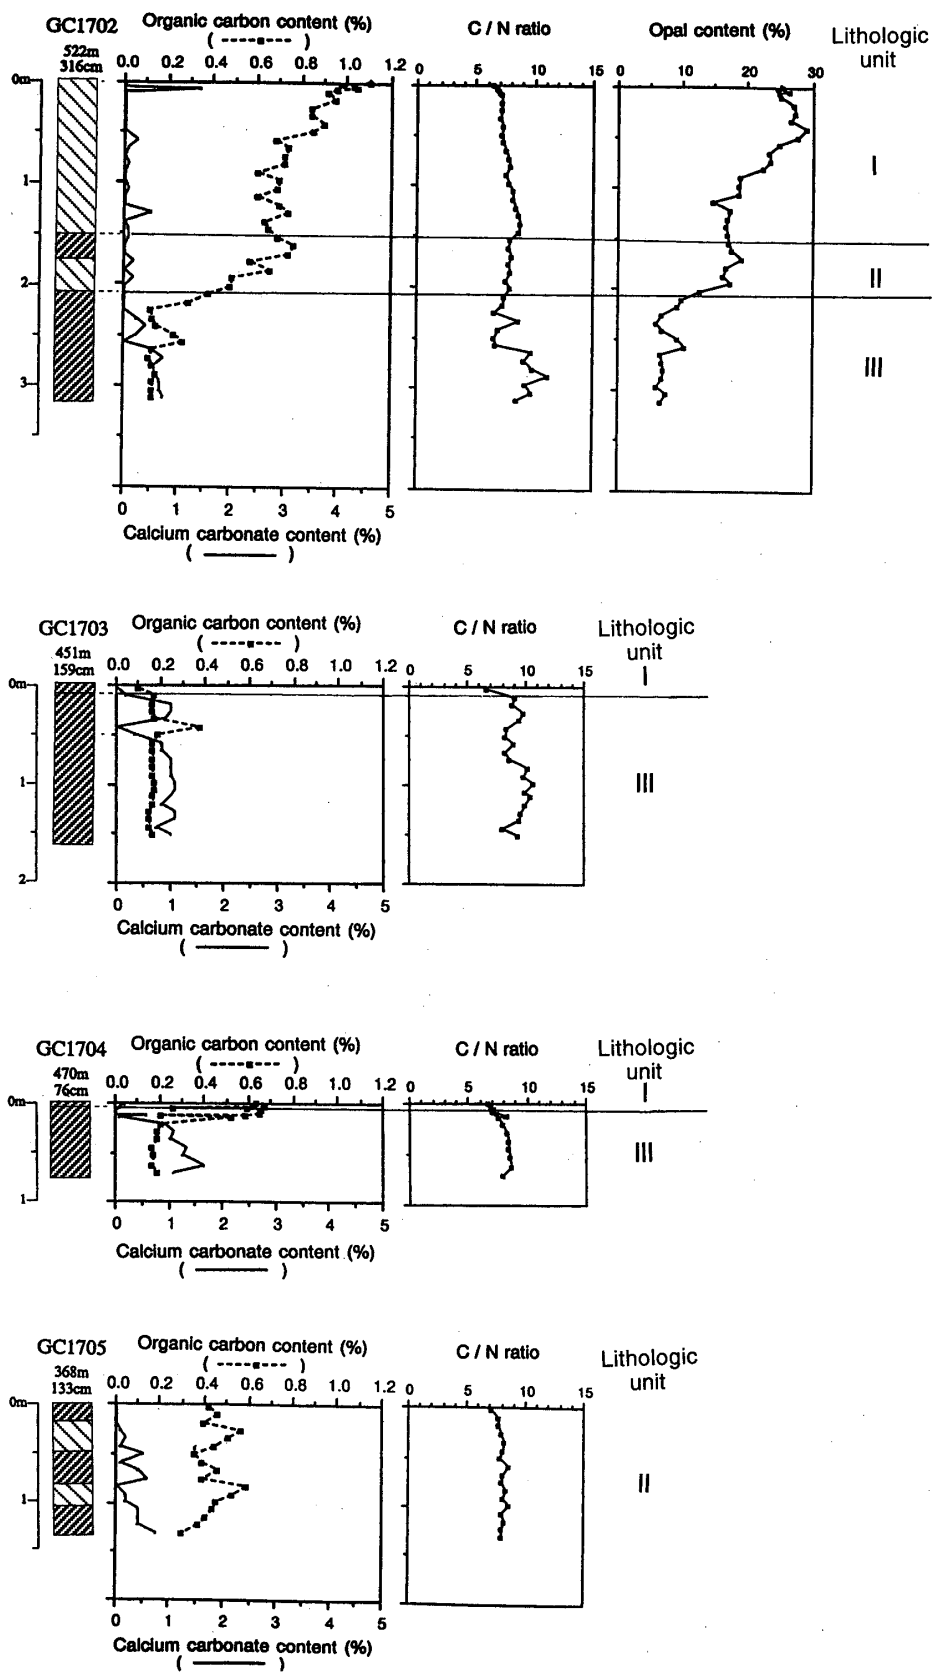 GC1702
522m
316cm
Organic carbon content (%)
( )
C / N ratio
Opal content (%)
Lithologic
unit
0.0 0.2 0.4 0.6 0.8 1.0 1.2
0 5 10 15
0 10 20 30
0m
1
2
3
I
II
III
0 1 2 3 4 5
Calcium carbonate content (%)
( )
GC1703
451m
159cm
Organic carbon content (%)
( )
C / N ratio
Lithologic
unit
0.0 0.2 0.4 0.6 0.8 1.0 1.2
0 5 10 15
I
0m
1
2
III
0 1 2 3 4 5
Calcium carbonate content (%)
( )
GC1704
470m
76cm
Organic carbon content (%)
( )
C / N ratio
Lithologic
unit
0.0 0.2 0.4 0.6 0.8 1.0 1.2
0 5 10 15
I
0m
1
III
0 1 2 3 4 5
Calcium carbonate content (%)
( )
GC1705
368m
133cm
Organic carbon content (%)
( )
C / N ratio
Lithologic
unit
0.0 0.2 0.4 0.6 0.8 1.0 1.2
0 5 10 15
0m
1
II
0 1 2 3 4 5
Calcium carbonate content (%)
( )